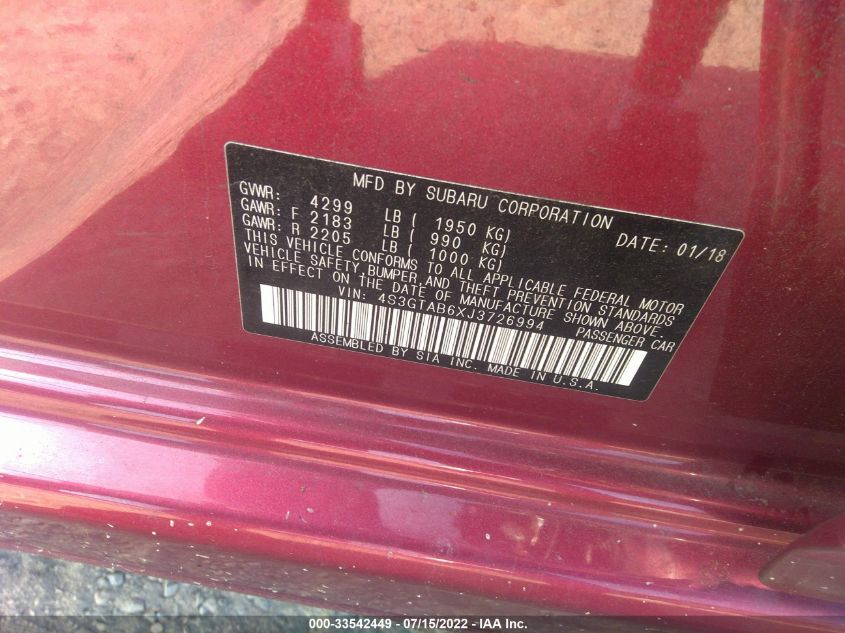 MFD BY SUBARU CORPORATION DATE: 01/18
GVWR: 4299 LB ( 1950 KG)
GAWR: F 2183 LB ( 990 KG)
GAWR: R 2205 LB ( 1000 KG)
THIS VEHICLE CONFORMS TO ALL APPLICABLE FEDERAL MOTOR
VEHICLE SAFETY,BUMPER,AND THEFT PREVENTION STANDARDS
IN EFFECT ON THE DATE OF MANUFACTURE SHOWN ABOVE.
VIN: 4S3GTAB6XJ3726994 PASSENGER CAR
ASSEMBLED BY SIA INC. MADE IN U.S.A.
000-33542449 - 07/15/2022 - IAA Inc.